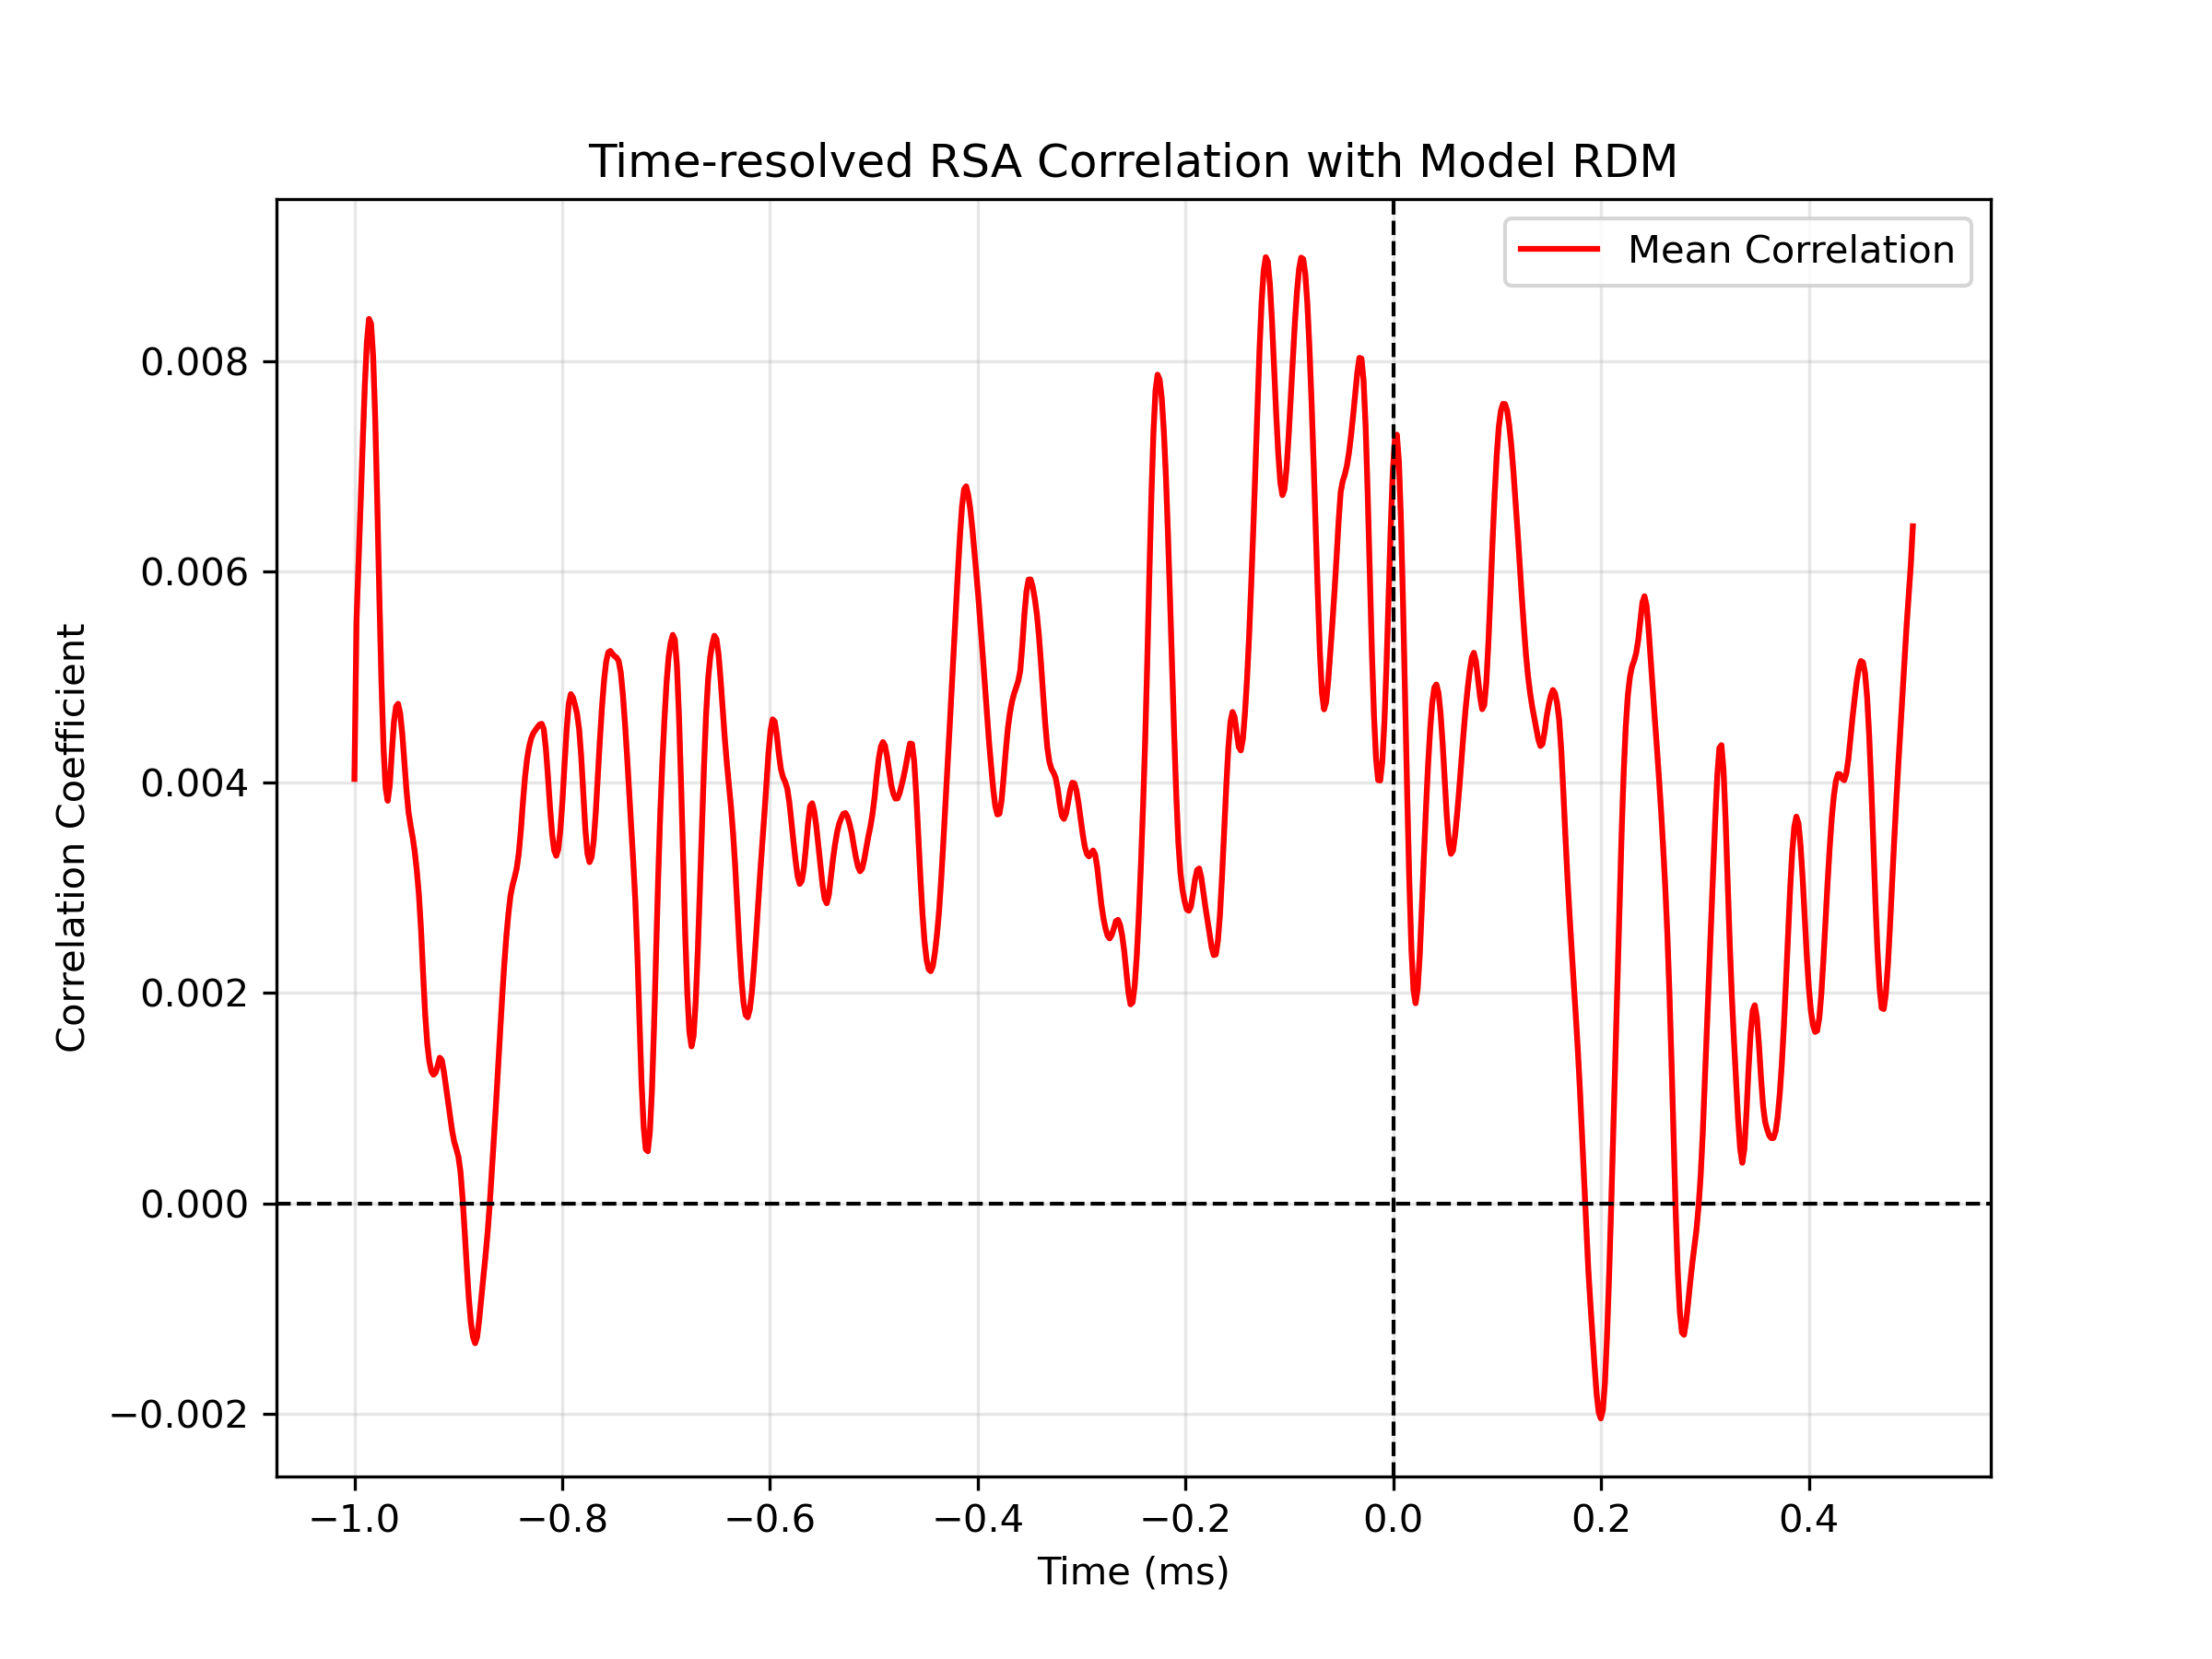 Time-resolved RSA Correlation with Model RDM
Mean Correlation
Correlation Coefficient
0.008
0.006
0.004
0.002
0.000
−0.002
−1.0 −0.8 −0.6 −0.4 −0.2 0.0 0.2 0.4
Time (ms)